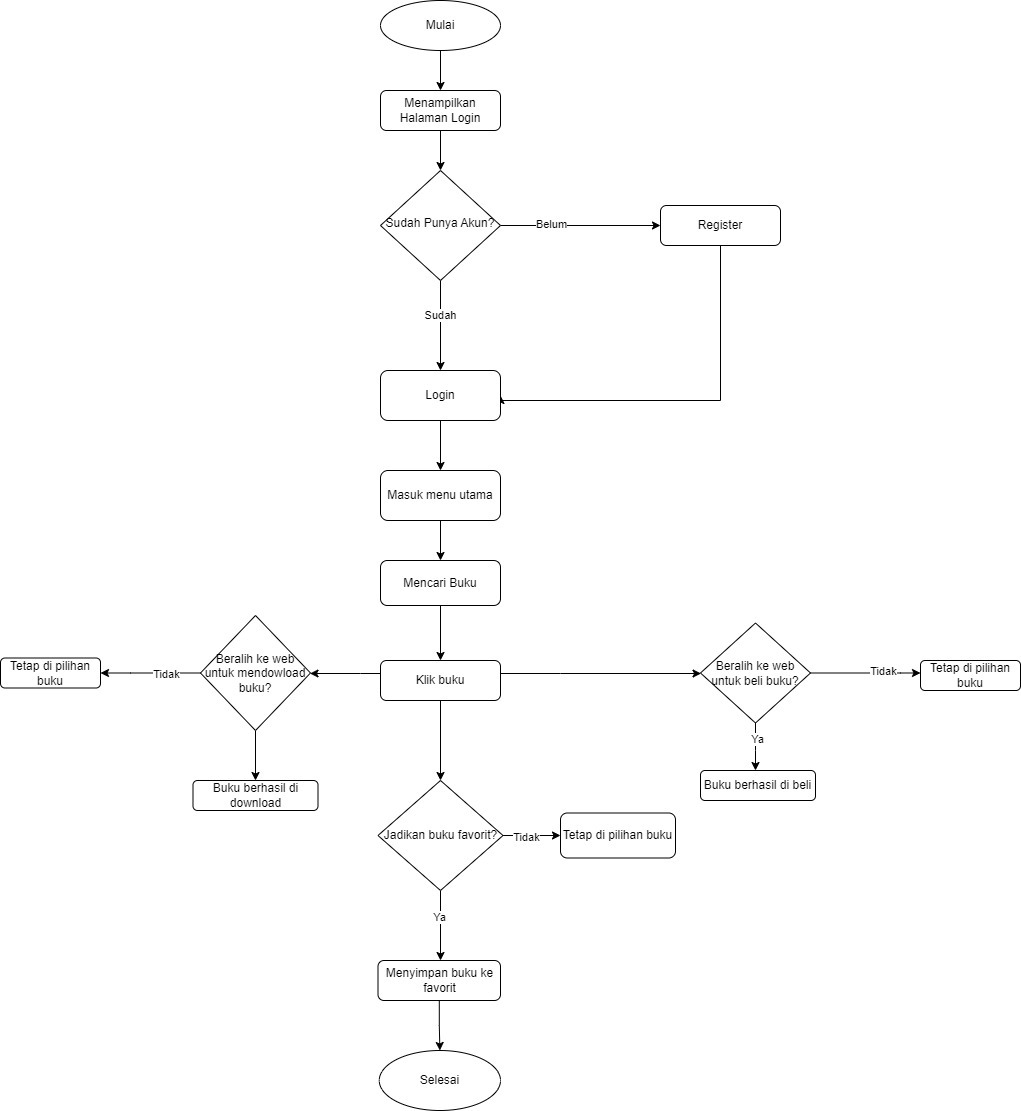 Mulai
Menampilkan
Halaman Login
Sudah Punya Akun?
Belum
Register
Sudah
Login
Masuk menu utama
Mencari Buku
Tetap di pilihan
buku
Tidak
Beralih ke web
untuk mendowload
buku?
Klik buku
Beralih ke web
untuk beli buku?
Tidak
Tetap di pilihan
buku
Ya
Buku berhasil di
download
Buku berhasil di beli
Jadikan buku favorit?
Tidak
Tetap di pilihan buku
Ya
Menyimpan buku ke
favorit
Selesai